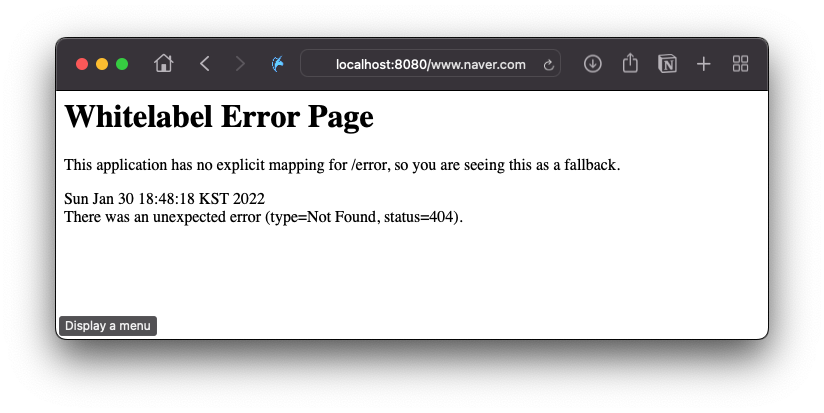 localhost:8080/www.naver.com
Whitelabel Error Page
This application has no explicit mapping for /error, so you are seeing this as a fallback.
Sun Jan 30 18:48:18 KST 2022
There was an unexpected error (type=Not Found, status=404).
Display a menu